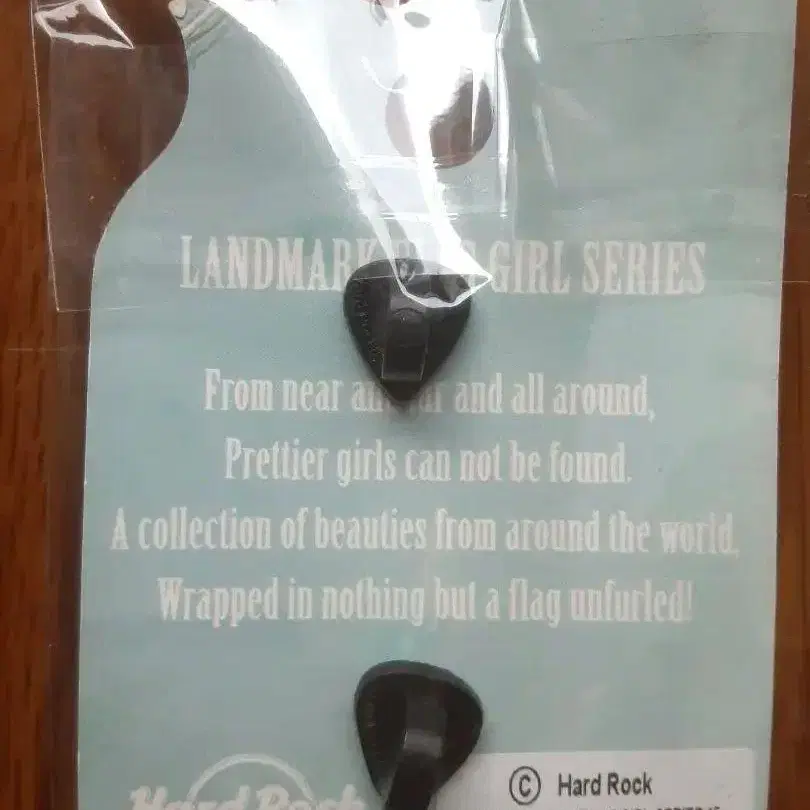 LANDMARK GIRL SERIES
From near and all around,
Prettier girls can not be found.
A collection of beauties from around the world,
Wrapped in nothing but a flag unfurled!
Hard Rock
© Hard Rock